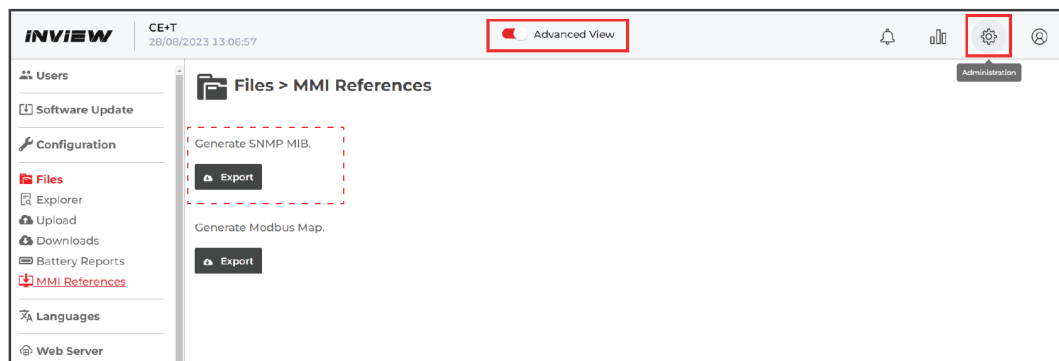 iNViEW
CE+T
28/08/2023 13:06:57
Advanced View
Administration
Users
Software Update
Configuration
Files
Explorer
Upload
Downloads
Battery Reports
MMI References
Languages
Web Server
Files > MMI References
Generate SNMP MIB.
Export
Generate Modbus Map.
Export